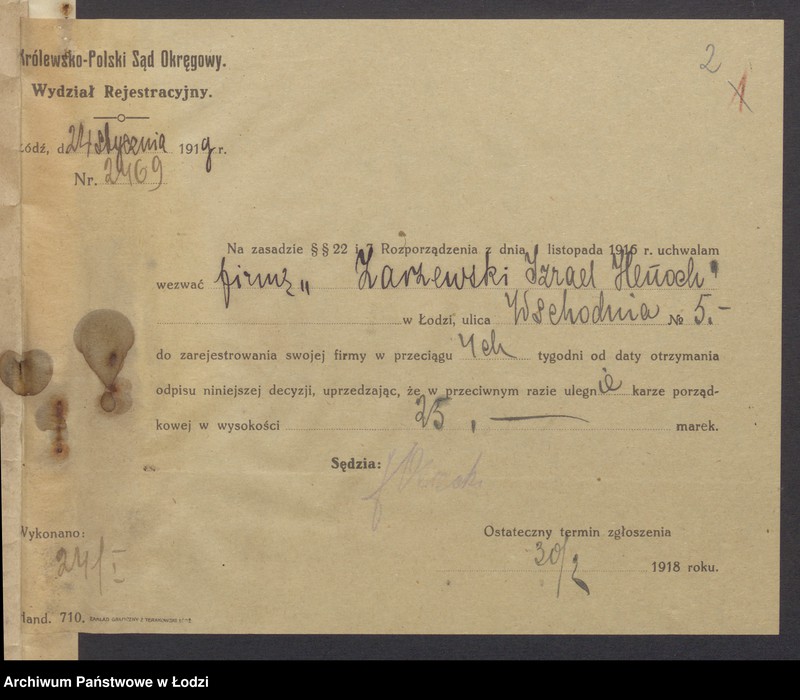 2
1
Królewsko-Polski Sąd Okręgowy.
Wydział Rejestracyjny.
Łódź, d. 24 stycznia 1919 r.
Nr. 2469
Na zasadzie §§ 22 i 7 Rozporządzenia z dnia listopada 1916 r. uchwalam
wezwać firmę „Zarzewski Izrael Henoch"
w Łodzi, ulica Wschodnia № 5.-
do zarejestrowania swojej firmy w przeciągu 4ch tygodni od daty otrzymania
odpisu niniejszej decyzji, uprzedzając, że w przeciwnym razie ulegnie karze porząd-
kowej w wysokości 25, — marek.
Sędzia:
Wykonano:
24/I
Ostateczny termin zgłoszenia
30/2 1918 roku.
Hand. 710.
Archiwum Państwowe w Łodzi